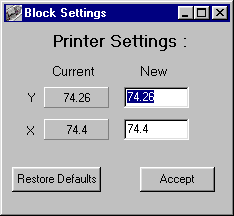 Block Settings
Printer Settings :
Current New
Y 74.26 74.26
X 74.4 74.4
Restore Defaults Accept